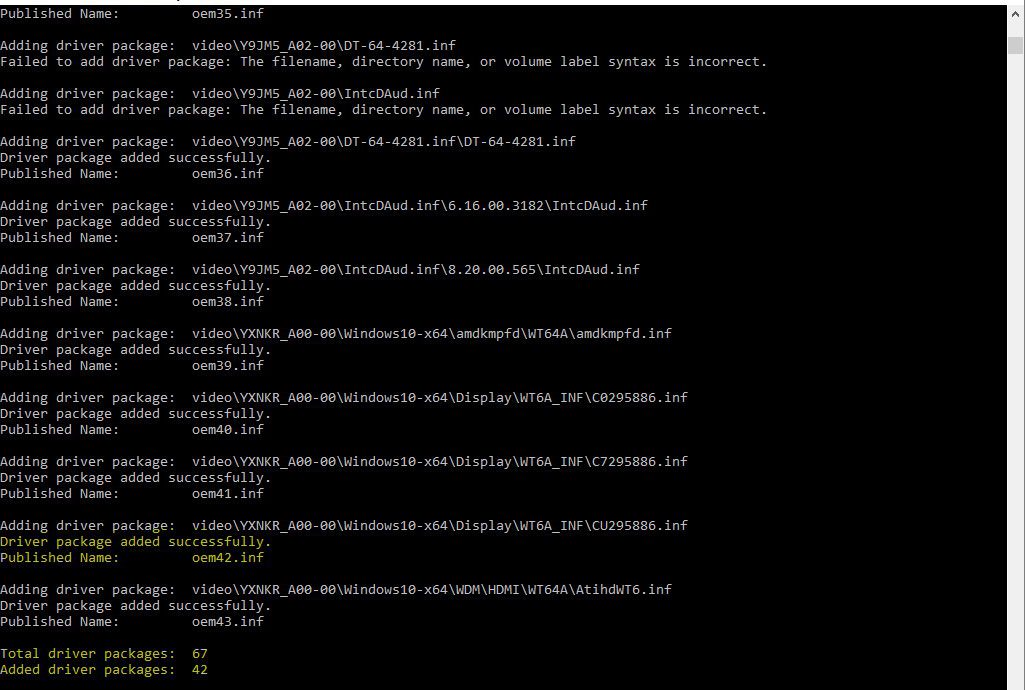 Published Name:         oem35.inf
Adding driver package:  video\Y9JM5_A02-00\DT-64-4281.inf
Failed to add driver package: The filename, directory name, or volume label syntax is incorrect.
Adding driver package:  video\Y9JM5_A02-00\IntcDAud.inf
Failed to add driver package: The filename, directory name, or volume label syntax is incorrect.
Adding driver package:  video\Y9JM5_A02-00\DT-64-4281.inf\DT-64-4281.inf
Driver package added successfully.
Published Name:         oem36.inf
Adding driver package:  video\Y9JM5_A02-00\IntcDAud.inf\6.16.00.3182\IntcDAud.inf
Driver package added successfully.
Published Name:         oem37.inf
Adding driver package:  video\Y9JM5_A02-00\IntcDAud.inf\8.20.00.565\IntcDAud.inf
Driver package added successfully.
Published Name:         oem38.inf
Adding driver package:  video\YXNKR_A00-00\Windows10-x64\amdkmpfd\WT64A\amdkmpfd.inf
Driver package added successfully.
Published Name:         oem39.inf
Adding driver package:  video\YXNKR_A00-00\Windows10-x64\Display\WT6A_INF\C0295886.inf
Driver package added successfully.
Published Name:         oem40.inf
Adding driver package:  video\YXNKR_A00-00\Windows10-x64\Display\WT6A_INF\C7295886.inf
Driver package added successfully.
Published Name:         oem41.inf
Adding driver package:  video\YXNKR_A00-00\Windows10-x64\Display\WT6A_INF\CU295886.inf
Driver package added successfully.
Published Name:         oem42.inf
Adding driver package:  video\YXNKR_A00-00\Windows10-x64\WDM\HDMI\WT64A\AtihdWT6.inf
Driver package added successfully.
Published Name:         oem43.inf
Total driver packages:  67
Added driver packages:  42